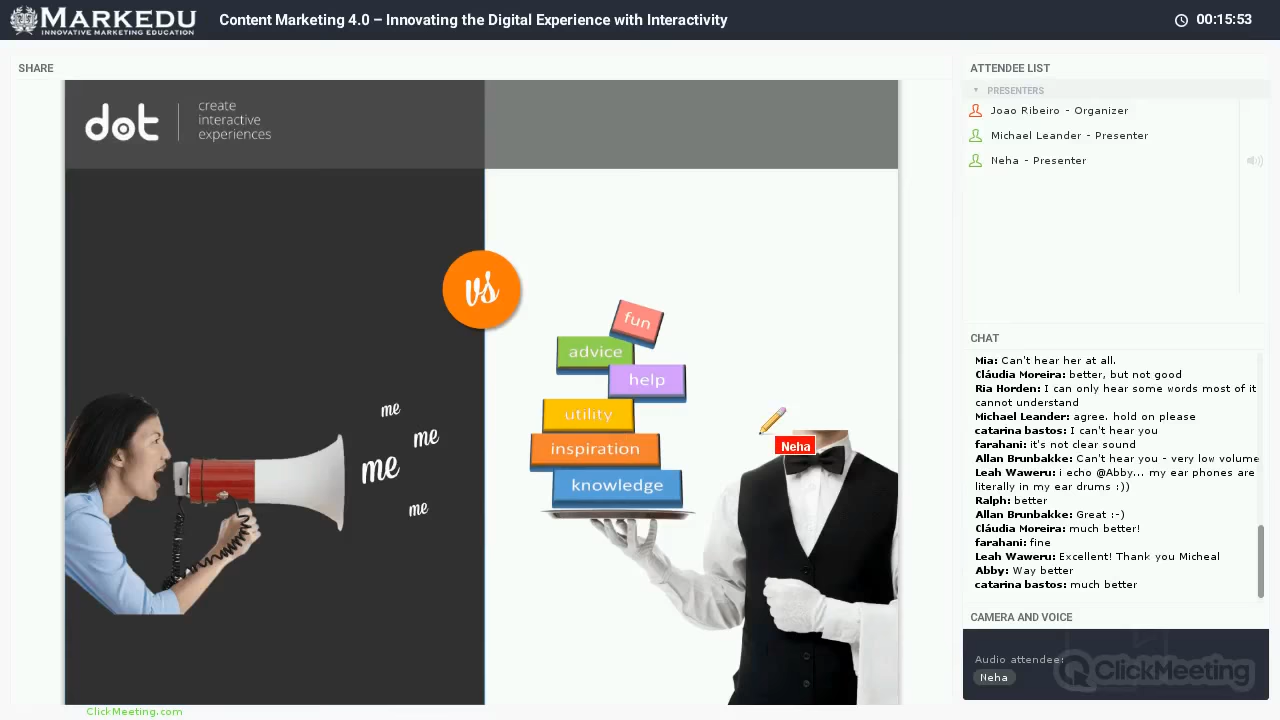 MARKEDU
INNOVATIVE MARKETING EDUCATION
Content Marketing 4.0 – Innovating the Digital Experience with Interactivity
00:15:53
SHARE
dot
create
interactive
experiences
vs
me
me
me
me
fun
advice
help
utility
inspiration
knowledge
Neha
ATTENDEE LIST
PRESENTERS
Joao Ribeiro - Organizer
Michael Leander - Presenter
Neha - Presenter
CHAT
Mia: Can't hear her at all.
Cláudia Moreira: better, but not good
Ria Horden: I can only hear some words most of it
cannot understand
Michael Leander: agree. hold on please
catarina bastos: I can't hear you
farahani: it's not clear sound
Allan Brunbakke: Can't hear you - very low volume
Leah Waweru: i echo @Abby... my ear phones are
literally in my ear drums :))
Ralph: better
Allan Brunbakke: Great :-)
Cláudia Moreira: much better!
farahani: fine
Leah Waweru: Excellent! Thank you Micheal
Abby: Way better
catarina bastos: much better
CAMERA AND VOICE
Audio attendee:
Neha
ClickMeeting
ClickMeeting.com